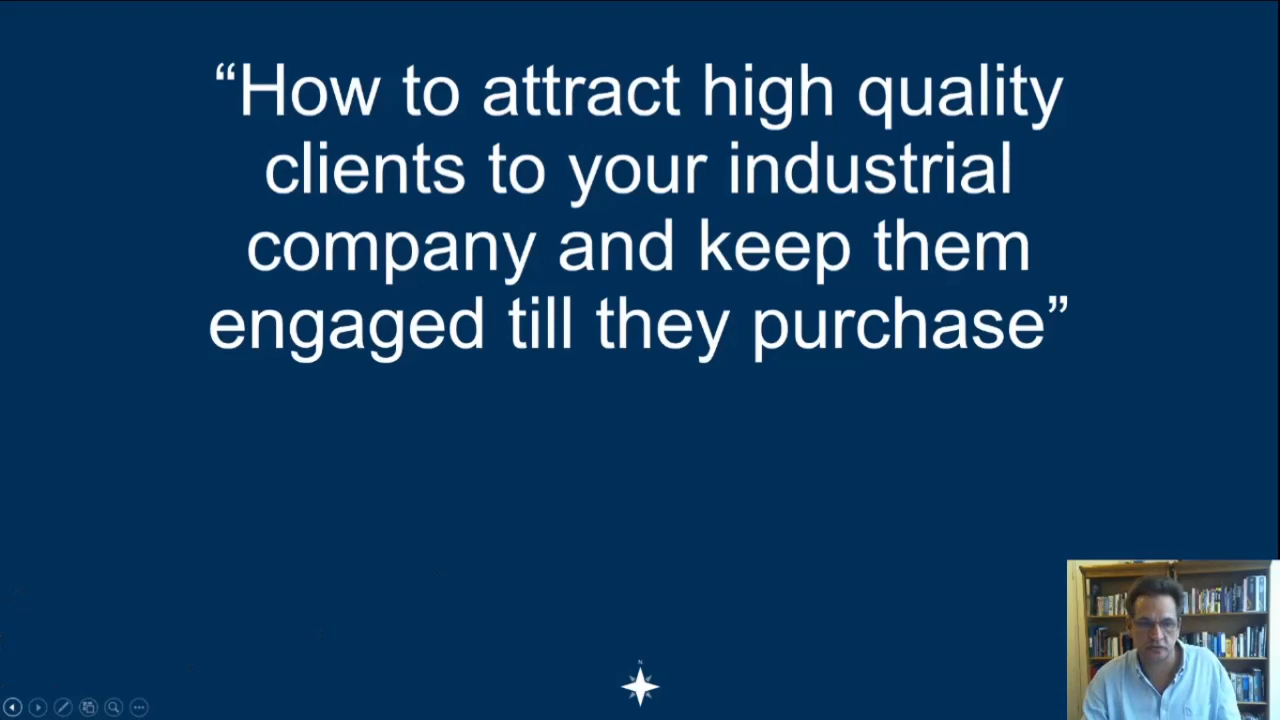 “How to attract high quality
clients to your industrial
company and keep them
engaged till they purchase”
N